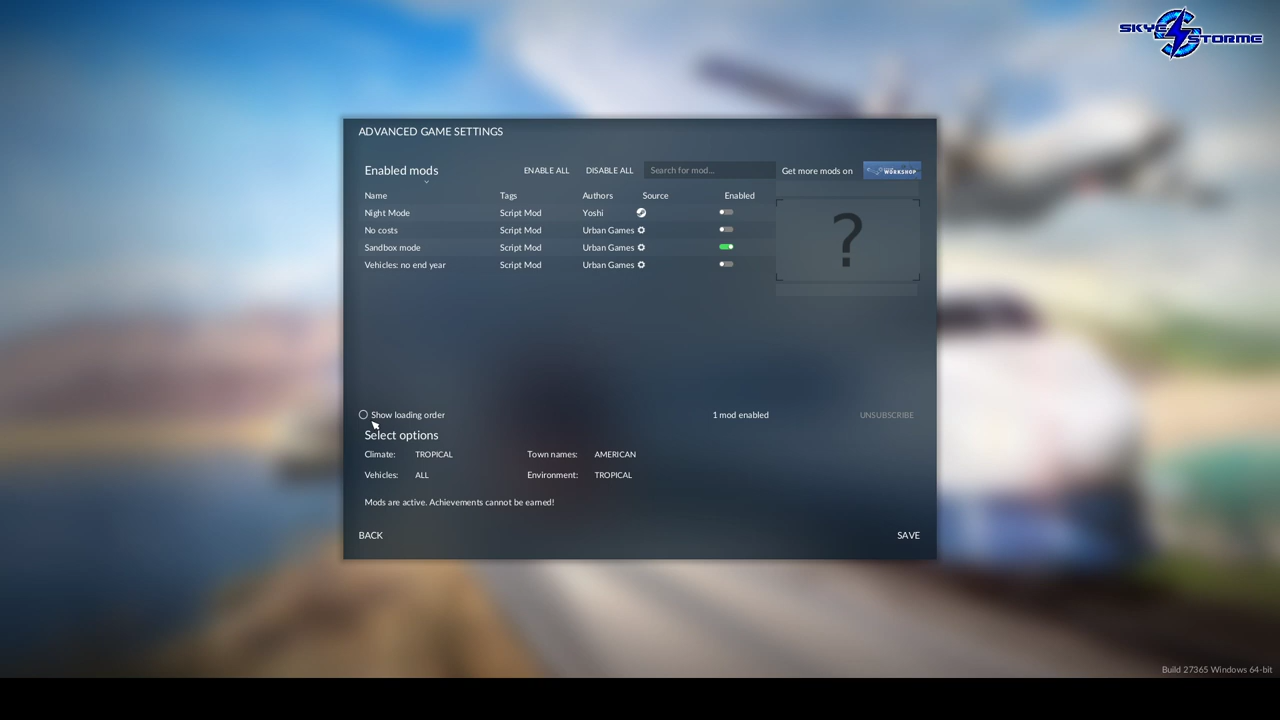 SKYE STORME
ADVANCED GAME SETTINGS
Enabled mods ENABLE ALL DISABLE ALL Search for mod... Get more mods on WORKSHOP
Name Tags Authors Source Enabled
Night Mode Script Mod Yoshi
No costs Script Mod Urban Games
Sandbox mode Script Mod Urban Games
Vehicles: no end year Script Mod Urban Games
?
Show loading order 1 mod enabled UNSUBSCRIBE
Select options
Climate: TROPICAL Town names: AMERICAN
Vehicles: ALL Environment: TROPICAL
Mods are active. Achievements cannot be earned!
BACK SAVE
Build 27365 Windows 64-bit